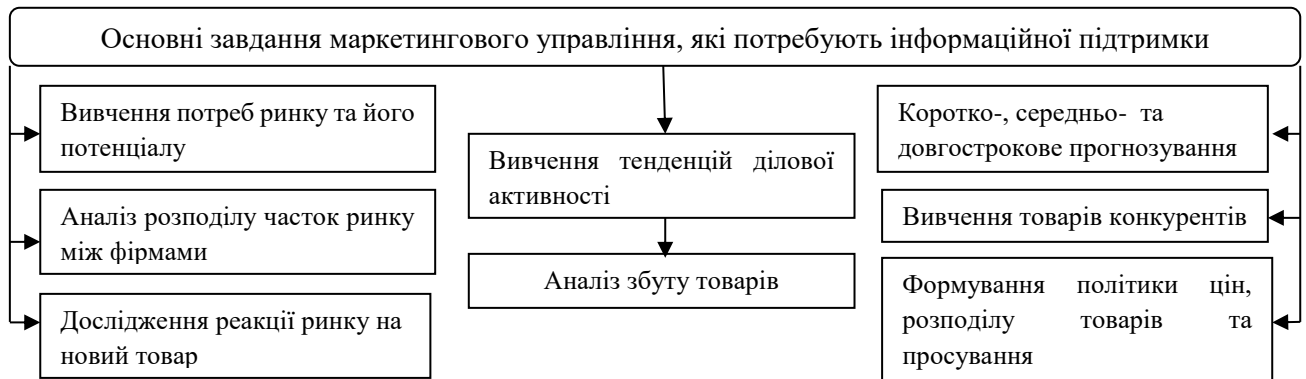 Основні завдання маркетингового управління, які потребують інформаційної підтримки
Вивчення потреб ринку та його
потенціалу
Аналіз розподілу часток ринку
між фірмами
Дослідження реакції ринку на
новий товар
Вивчення тенденцій ділової
активності
Аналіз збуту товарів
Коротко-, середньо- та
довгострокове прогнозування
Вивчення товарів конкурентів
Формування політики цін,
розподілу товарів та
просування